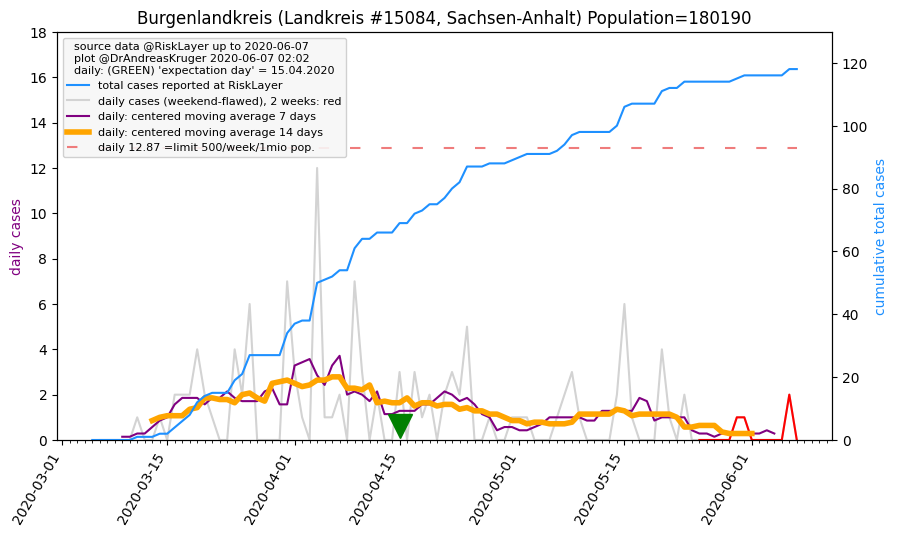 Burgenlandkreis (Landkreis #15084, Sachsen-Anhalt) Population=180190
source data @RiskLayer up to 2020-06-07
plot @DrAndreasKruger 2020-06-07 02:02
daily: (GREEN) 'expectation day' = 15.04.2020
total cases reported at RiskLayer
daily cases (weekend-flawed), 2 weeks: red
daily: centered moving average 7 days
daily: centered moving average 14 days
daily 12.87 =limit 500/week/1mio pop.
daily cases
18
16
14
12
10
8
6
4
2
0
cumulative total cases
120
100
80
60
40
20
0
2020-03-01
2020-03-15
2020-04-01
2020-04-15
2020-05-01
2020-05-15
2020-06-01